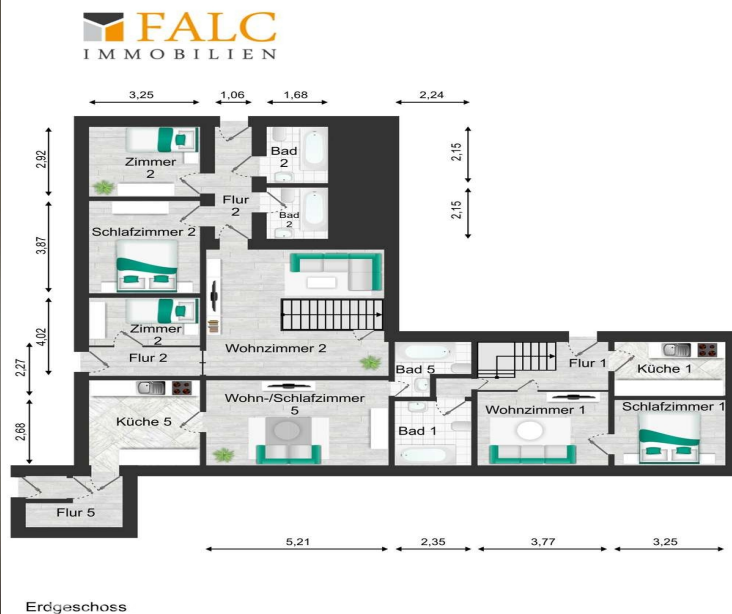 FALC
IMMOBILIEN
3,25 1,06 1,68 2,24
2,92
2,15
Zimmer
2
Bad
2
Flur
2
Bad
2
2,15
3,87
Schlafzimmer 2
4,02
Zimmer
2
Flur 2
Wohnzimmer 2
2,27
Bad 5
Flur 1
Küche 1
2,68
Küche 5
Wohn-/Schlafzimmer
5
Bad 1
Wohnzimmer 1
Schlafzimmer 1
Flur 5
5,21 2,35 3,77 3,25
Erdgeschoss